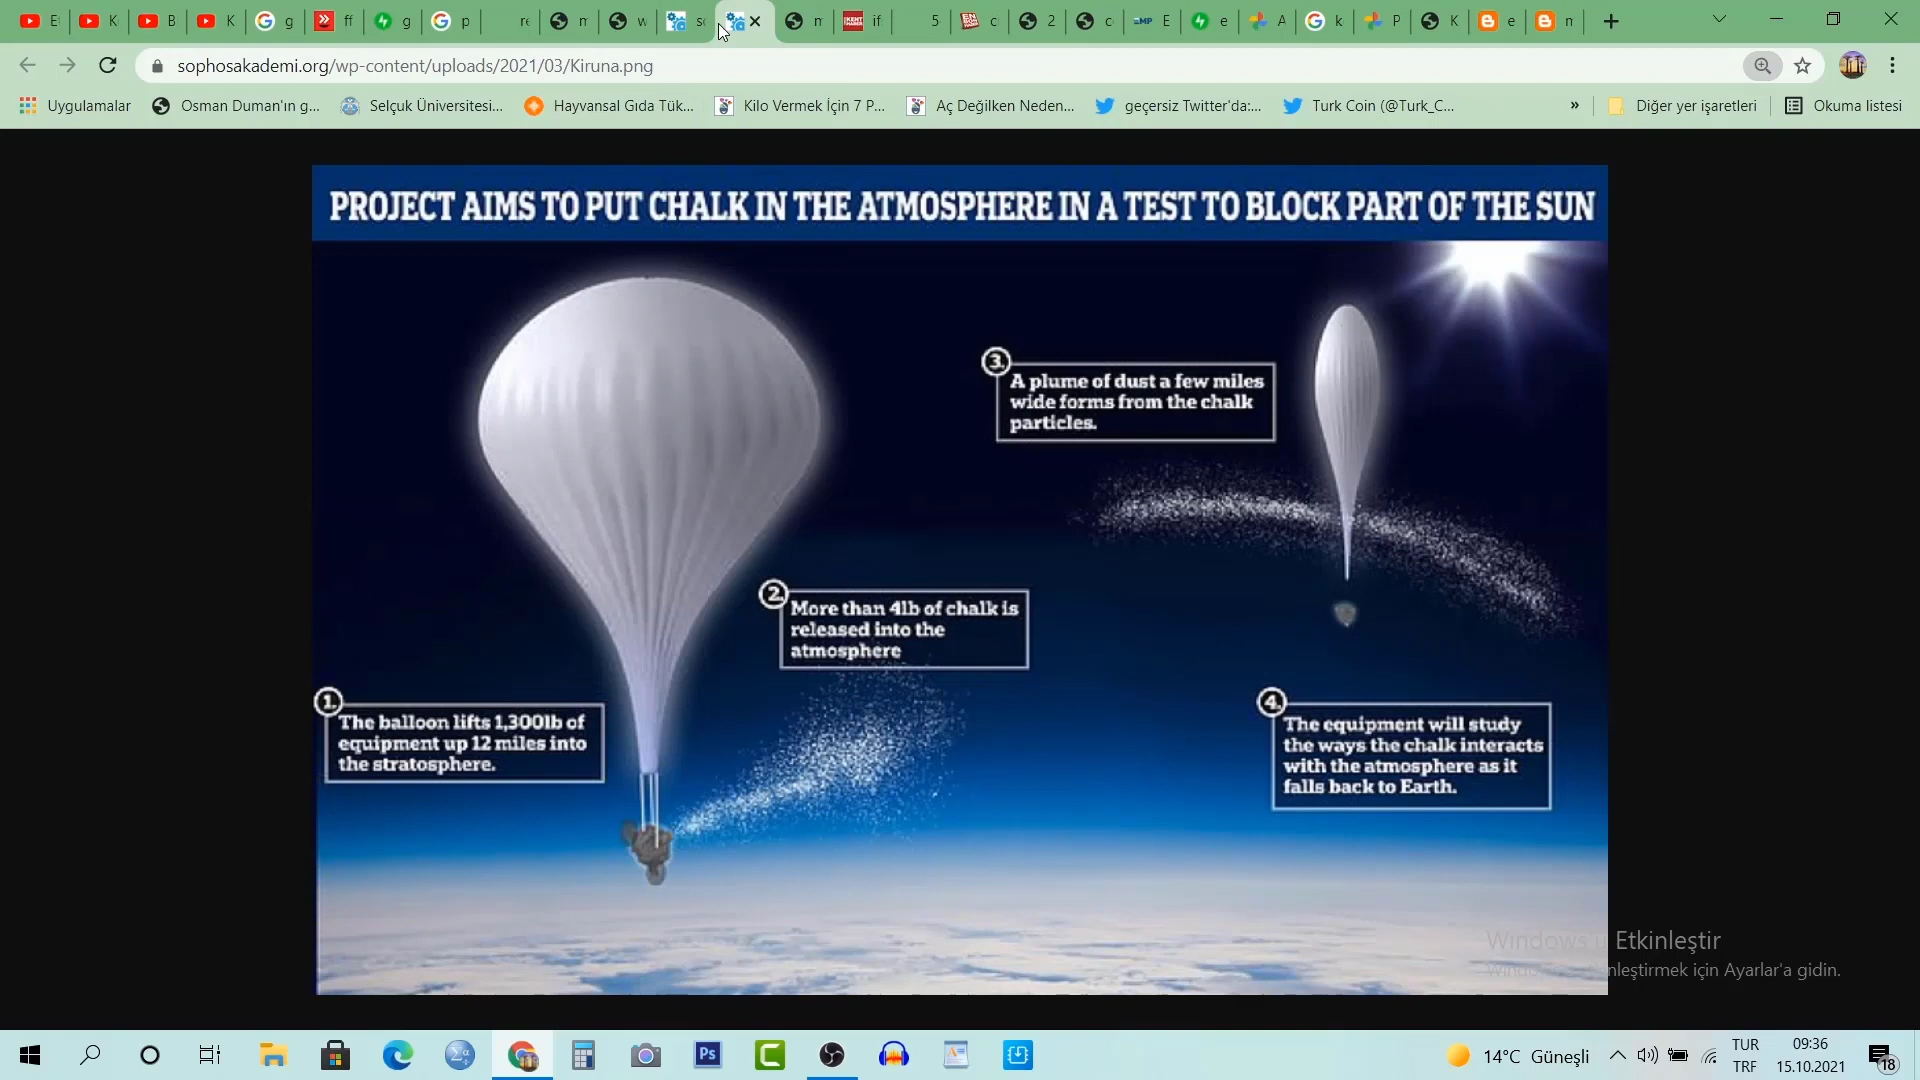 sophosakademi.org/wp-content/uploads/2021/03/Kiruna.png
Uygulamalar
Osman Duman'ın g...
Selçuk Üniversitesi...
Hayvansal Gıda Tük...
Kilo Vermek İçin 7 P...
Aç Değilken Neden...
geçersiz Twitter'da:...
Turk Coin (@Turk_C...
»
Diğer yer işaretleri
Okuma listesi
PROJECT AIMS TO PUT CHALK IN THE ATMOSPHERE IN A TEST TO BLOCK PART OF THE SUN
1.
The balloon lifts 1,300lb of
equipment up 12 miles into
the stratosphere.
2.
More than 4lb of chalk is
released into the
atmosphere
3.
A plume of dust a few miles
wide forms from the chalk
particles.
4.
The equipment will study
the ways the chalk interacts
with the atmosphere as it
falls back to Earth.
Etkinleştir
Ayarlar'a gidin.
14°C Güneşli
TUR
TRF
09:36
15.10.2021
18